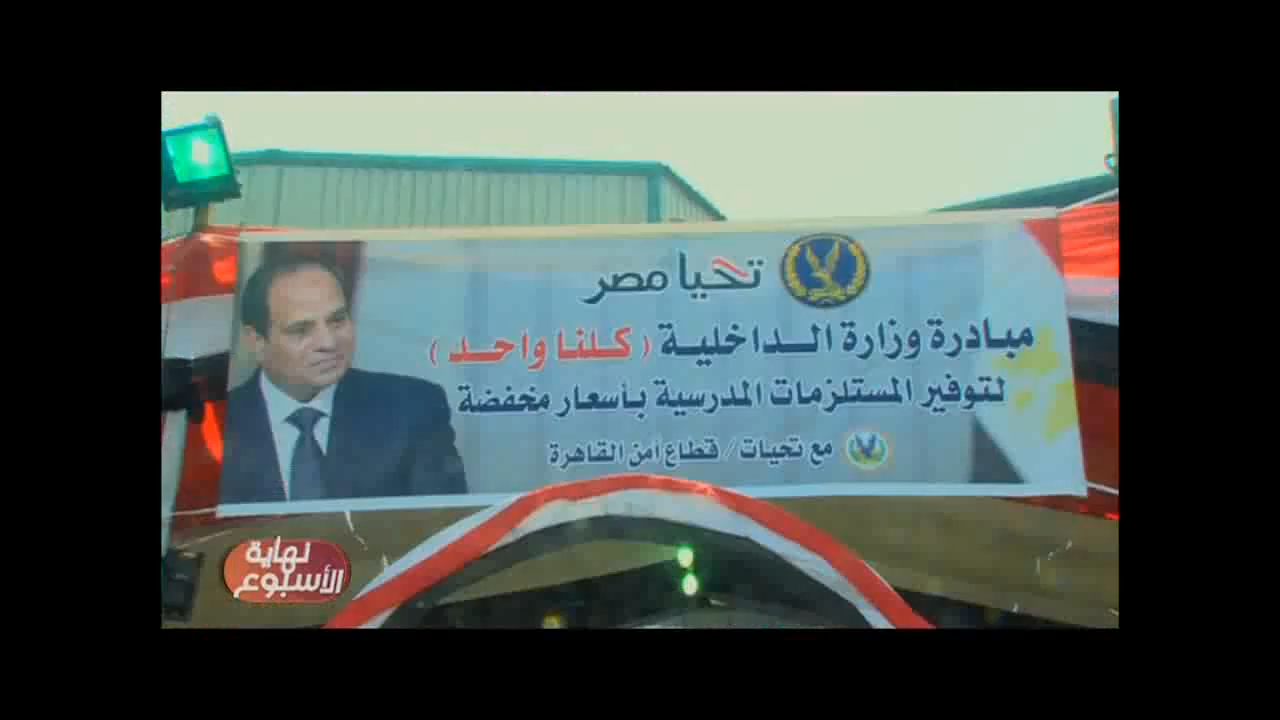 تحيا مصر
مبادرة وزارة الداخلية ( كلنا واحد )
لتوفير المستلزمات المدرسية بأسعار مخفضة
مع تحيات / قطاع أمن القاهرة
نهاية
الأسبوع